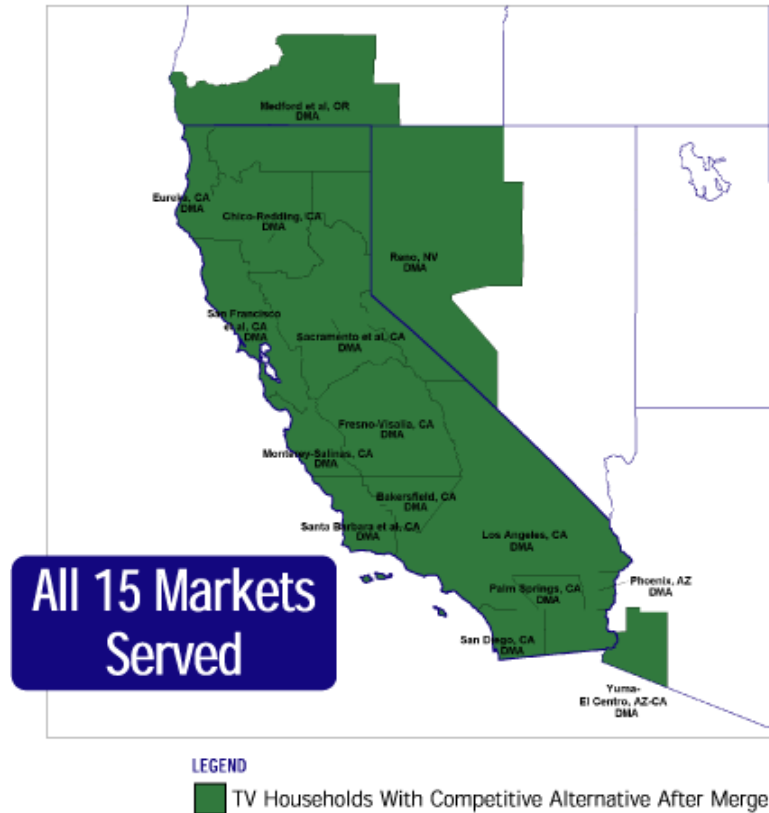 Medford et al, OR
DMA
Eureka, CA
DMA
Chico-Redding, CA
DMA
Reno, NV
DMA
San Francisco
et al, CA
DMA
Sacramento et al, CA
DMA
Fresno-Visalia, CA
DMA
Monterey-Salinas, CA
DMA
Bakersfield, CA
DMA
Santa Barbara et al, CA
DMA
Los Angeles, CA
DMA
Palm Springs, CA
DMA
Phoenix, AZ
DMA
San Diego, CA
DMA
Yuma-
El Centro, AZ-CA
DMA
All 15 Markets
Served
LEGEND
TV Households With Competitive Alternative After Merge